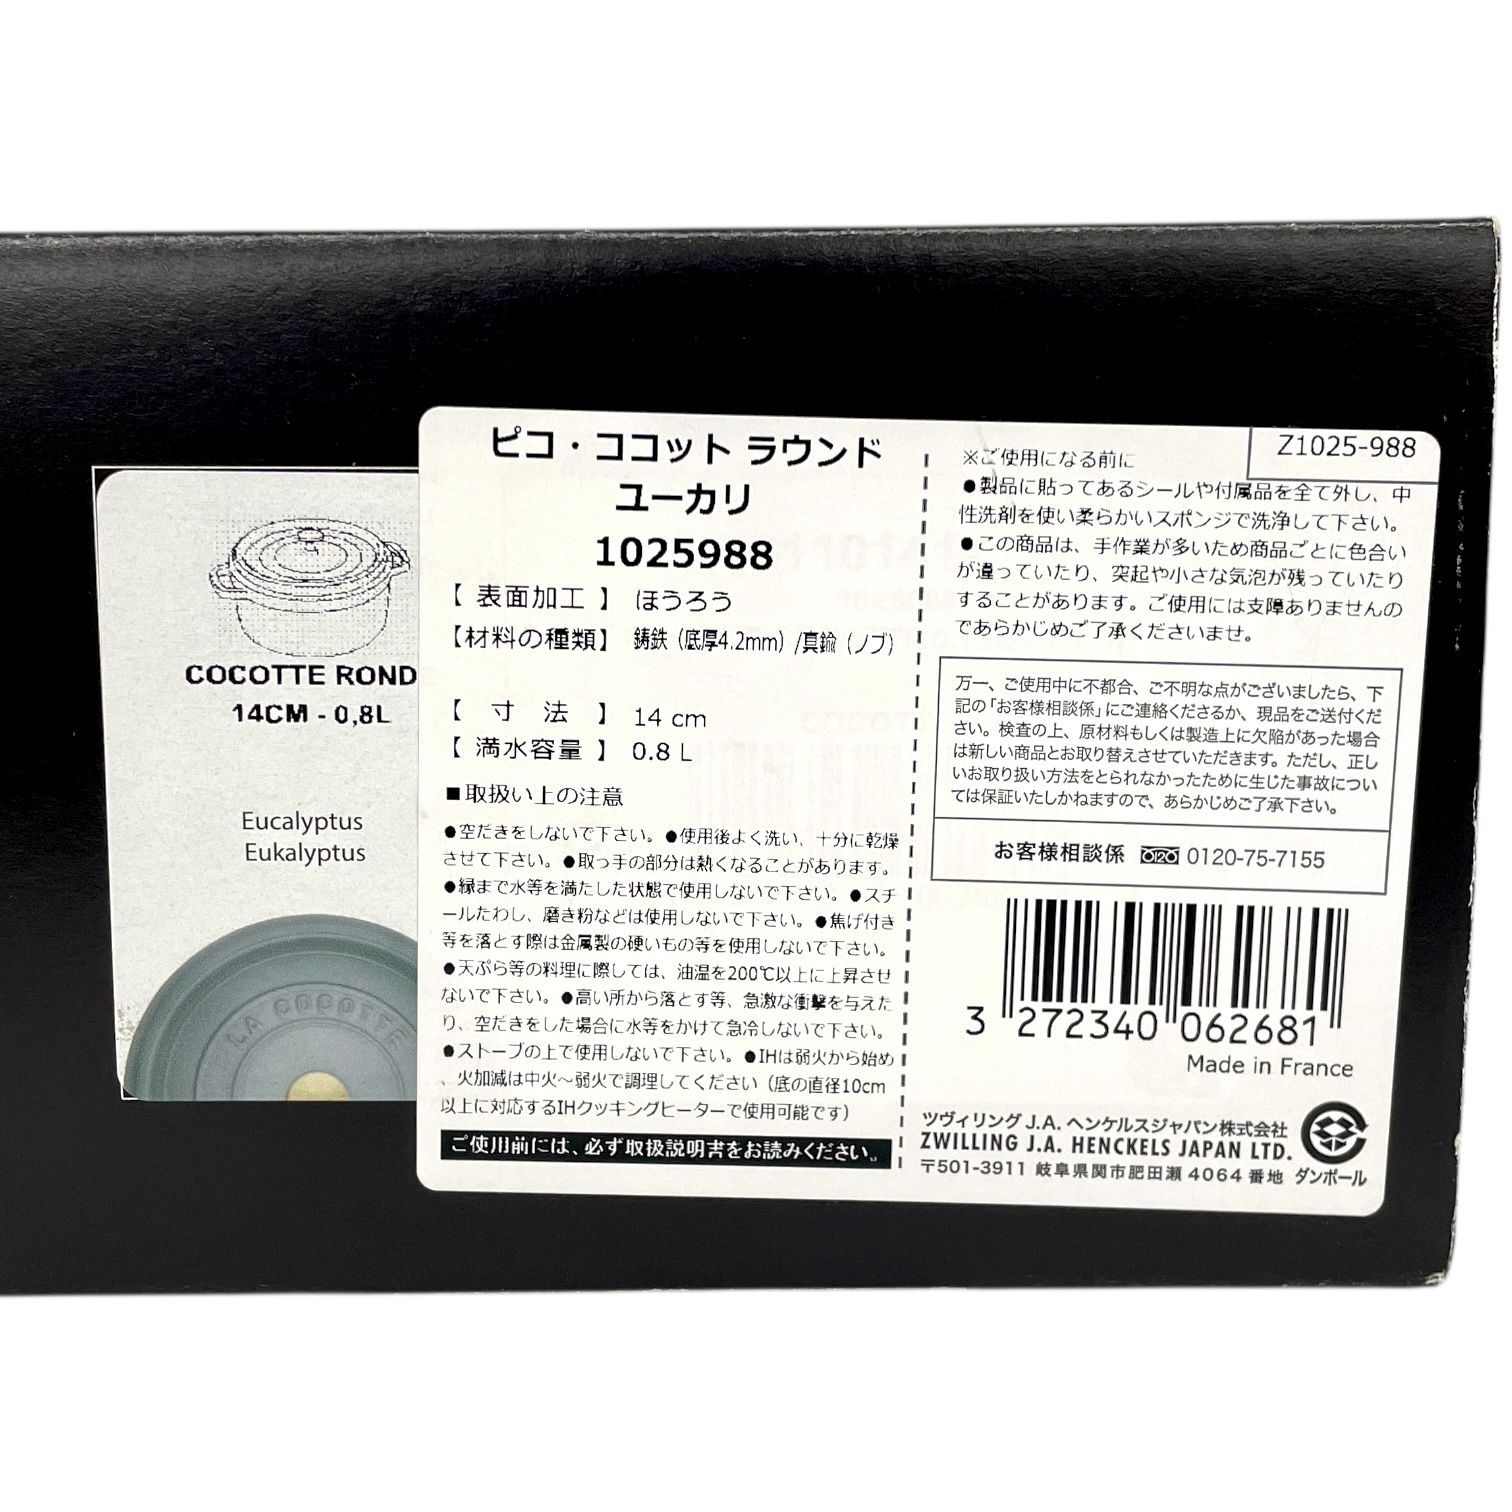 COCOTTE ROND
14CM - 0,8L
Eucalyptus
Eukalyptus
LA COCOTT
ピコ・ココット ラウンド
ユーカリ
1025988
【 表面加工 】 ほうろう
【材料の種類】 鋳鉄（底厚4.2mm）/真鍮（ノブ）
【 寸 法 】 14 cm
【 満水容量 】 0.8 L
■取扱い上の注意
●空だきをしないで下さい。●使用後よく洗い、十分に乾燥
させて下さい。●取っ手の部分は熱くなることがあります。
●縁まで水等を満たした状態で使用しないで下さい。●スチ
ールたわし、磨き粉などは使用しないで下さい。●焦げ付き
等を落とす際は金属製の硬いもの等を使用しないで下さい。
●天ぷら等の料理に際しては、油温を200℃以上に上昇させ
ないで下さい。●高い所から落とす等、急激な衝撃を与えた
り、空だきをした場合に水等をかけて急冷しないで下さい。
●ストーブの上で使用しないで下さい。●IHは弱火から始め
、火加減は中火～弱火で調理してください（底の直径10cm
以上に対応するIHクッキングヒーターで使用可能です）
ご使用前には、必ず取扱説明書をお読みください。
Z1025-988
※ご使用になる前に
●製品に貼ってあるシールや付属品を全て外し、中
性洗剤を使い柔らかいスポンジで洗浄して下さい。
●この商品は、手作業が多いため商品ごとに色合い
が違っていたり、突起や小さな気泡が残っていたり
することがあります。ご使用には支障ありませんの
であらかじめご了承くださいませ。
万一、ご使用中に不都合、ご不明な点がございましたら、下
記の「お客様相談係」にご連絡くださるか、現品をご送付くだ
さい。検査の上、原材料もしくは製造上に欠陥があった場合
は新しい商品とお取り替えさせていただきます。ただし、正し
いお取り扱い方法をとられなかったために生じた事故につい
ては保証いたしかねますので、あらかじめご了承下さい。
お客様相談係 0120-75-7155
3 272340 062681
Made in France
ツヴィリング J.A. ヘンケルスジャパン株式会社
ZWILLING J.A. HENCKELS JAPAN LTD.
〒501-3911 岐阜県関市肥田瀬 4064 番地 ダンボール